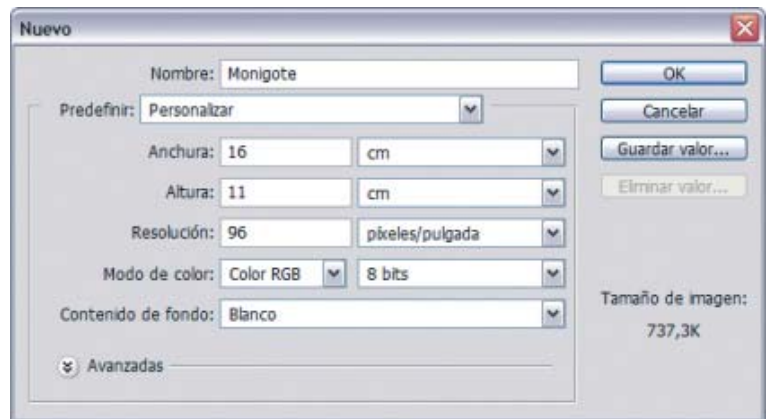 Nuevo
Nombre: Monigote
OK
Predefinir: Personalizar
Cancelar
Anchura: 16 cm
Guardar valor...
Altura: 11 cm
Eliminar valor...
Resolución: 96 píxeles/pulgada
Modo de color: Color RGB 8 bits
Contenido de fondo: Blanco
Tamaño de imagen:
737,3K
Avanzadas